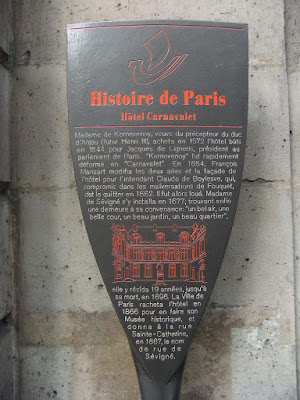 Histoire de Paris
Hôtel Carnavalet
Madame de Kernevenoy, veuve du précepteur du duc
d'Anjou (futur Henri III), acheta en 1572 l'hôtel bâti
en 1544 pour Jacques de Ligneris, président au
parlement de Paris. "Kernevenoy" fut rapidement
déformé en "Carnavalet". En 1654, François
Mansart modifia les deux ailes et la façade de
l'hôtel pour l'intendant Claude de Boylesve, qui,
compromis dans les malversations de Fouquet,
dut le quitter en 1662. Il fut alors loué. Madame
de Sévigné s'y installa en 1677; trouvant enfin
une demeure à sa convenance: "un bel air, une
belle cour, un beau jardin, un beau quartier",
elle y résida 19 années, jusqu'à
sa mort, en 1696. La Ville de
Paris racheta l'hôtel en
1866 pour en faire son
Musée historique, et
donna à la rue
Sainte-Catherine,
en 1867, le nom
de rue de
Sévigné.